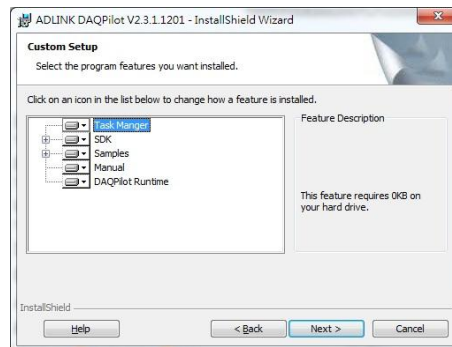 ADLINK DAQPilot V2.3.1.1201 - InstallShield Wizard
Custom Setup
Select the program features you want installed.
Click on an icon in the list below to change how a feature is installed.
Task Manger
SDK
Samples
Manual
DAQPilot Runtime
Feature Description
This feature requires 0KB on
your hard drive.
InstallShield
Help
< Back
Next >
Cancel